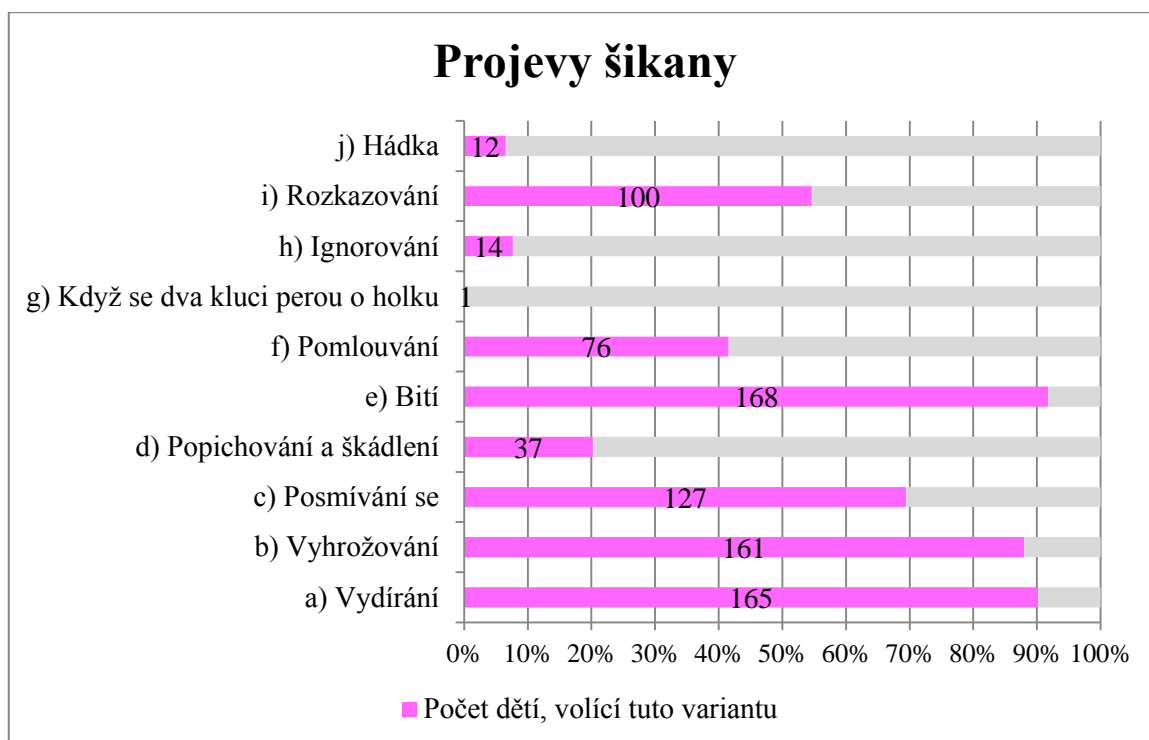 Projevy šikany
j) Hádka
12
i) Rozkazování
100
h) Ignorování
14
g) Když se dva kluci perou o holku
1
f) Pomlouvání
76
e) Bití
168
d) Popichování a škádlení
37
c) Posmívání se
127
b) Vyhrožování
161
a) Vydírání
165
0% 10% 20% 30% 40% 50% 60% 70% 80% 90% 100%
Počet dětí, volící tuto variantu